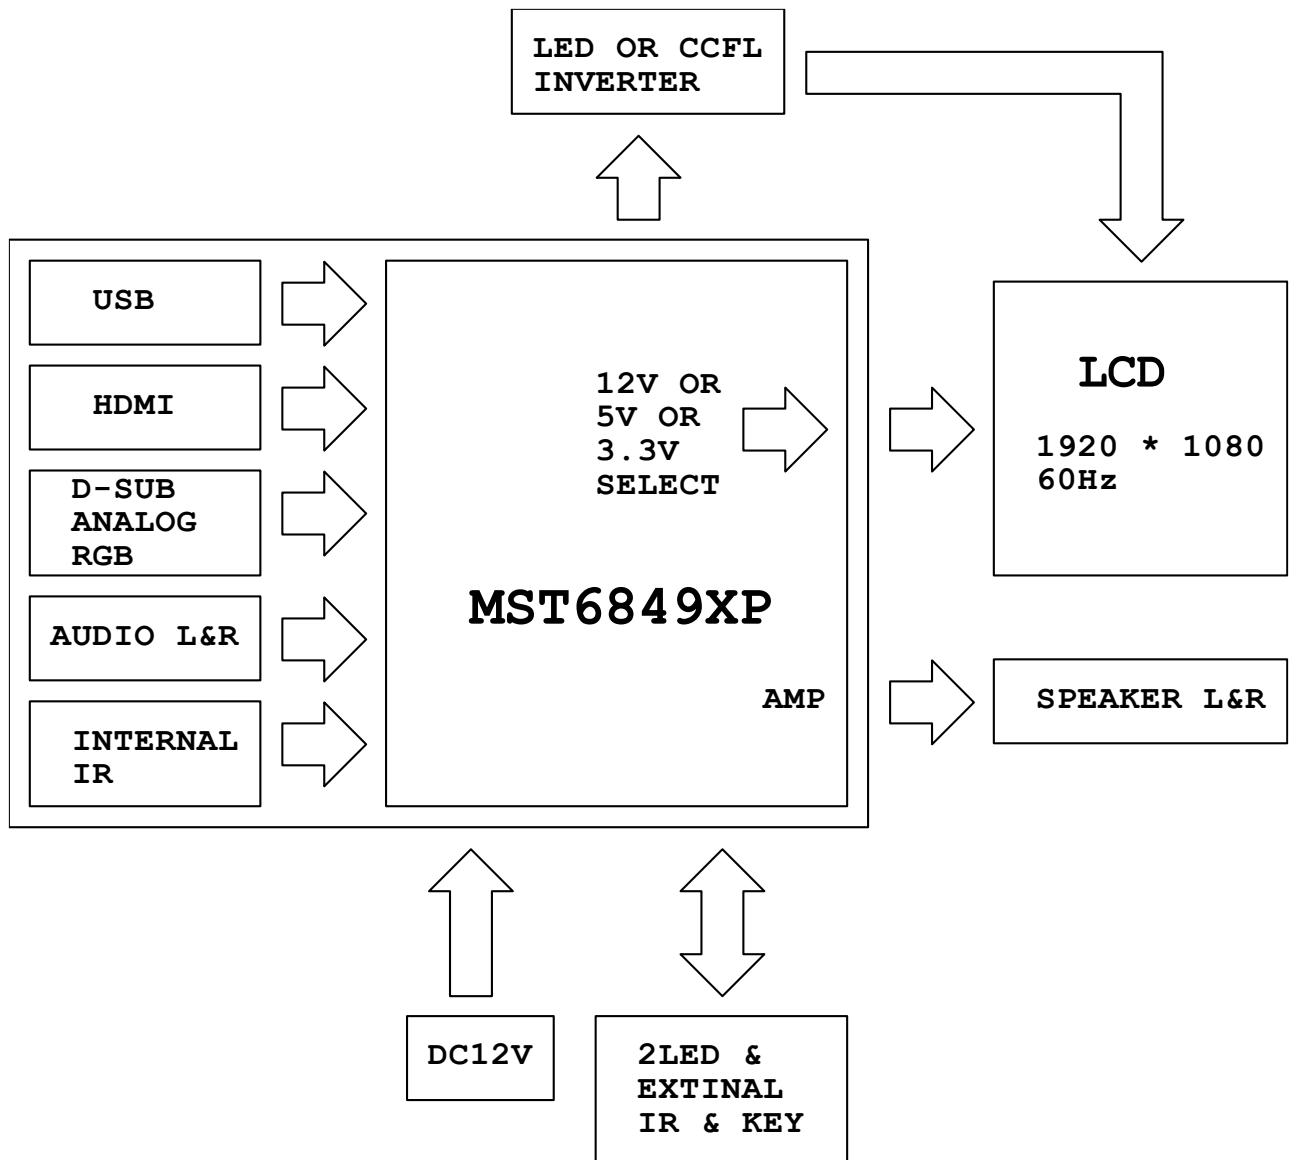 LED OR CCFL
INVERTER
USB
HDMI
D-SUB
ANALOG
RGB
AUDIO L&R
INTERNAL
IR
12V OR
5V OR
3.3V
SELECT
MST6849XP
AMP
LCD
1920 * 1080
60Hz
SPEAKER L&R
DC12V
2LED &
EXTINAL
IR & KEY